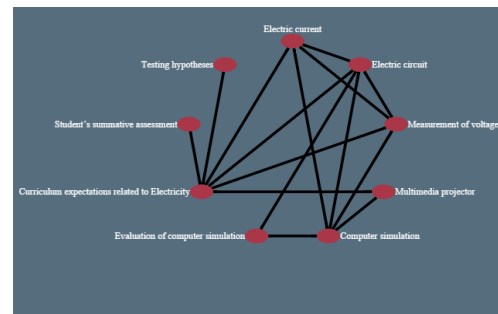 Electric current
Testing hypotheses
Electric circuit
Student's summative assessment
Measurement of voltage
Curriculum expectations related to Electricity
Multimedia projector
Evaluation of computer simulation
Computer simulation